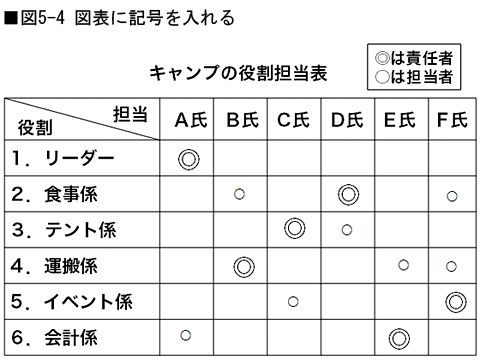 ■図5-4 図表に記号を入れる
◎は責任者
○は担当者
キャンプの役割担当表
役割 担当 A氏 B氏 C氏 D氏 E氏 F氏
1．リーダー ◎
2．食事係 ○ ◎ ○
3．テント係 ◎ ○
4．運搬係 ◎ ○ ○
5．イベント係 ○ ◎
6．会計係 ○ ◎